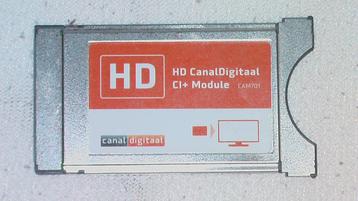 HD
HD CanalDigitaal
CI+ Module CAM701
canal digitaal